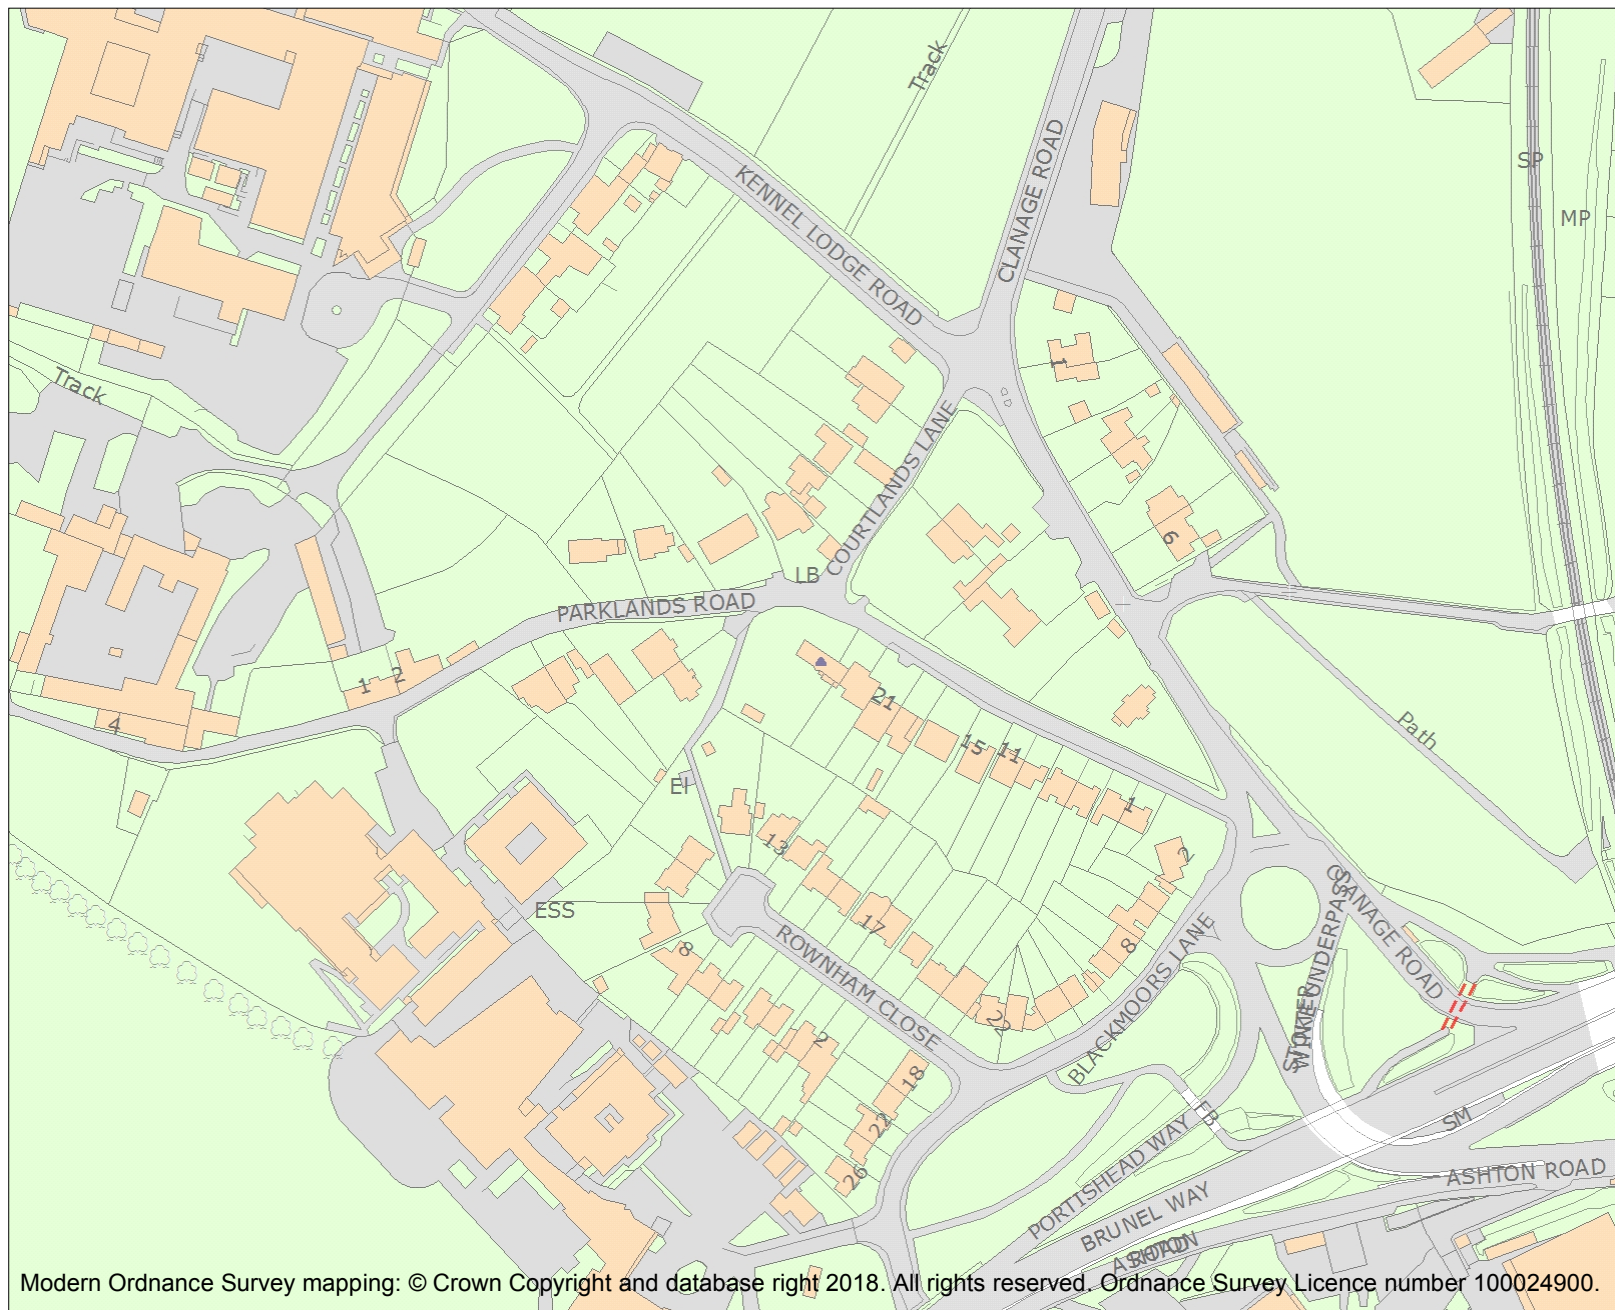 Track
KENNEL LODGE ROAD
CLANAGE ROAD
SP
MP
Track
1
COURTLANDS LANE
6
LB
PARKLANDS ROAD
1
2
4
21
15
11
1
Path
EI
13
2
ESS
17
8
8
ROWNHAM CLOSE
22
2
BLACKMOORS LANE
CLANAGE ROAD
18
22
26
FB
SM
PORTISHEAD WAY
BRUNEL WAY
ASHTON ROAD
ASHTON
ROAD
Modern Ordnance Survey mapping: © Crown Copyright and database right 2018. All rights reserved. Ordnance Survey Licence number 100024900.